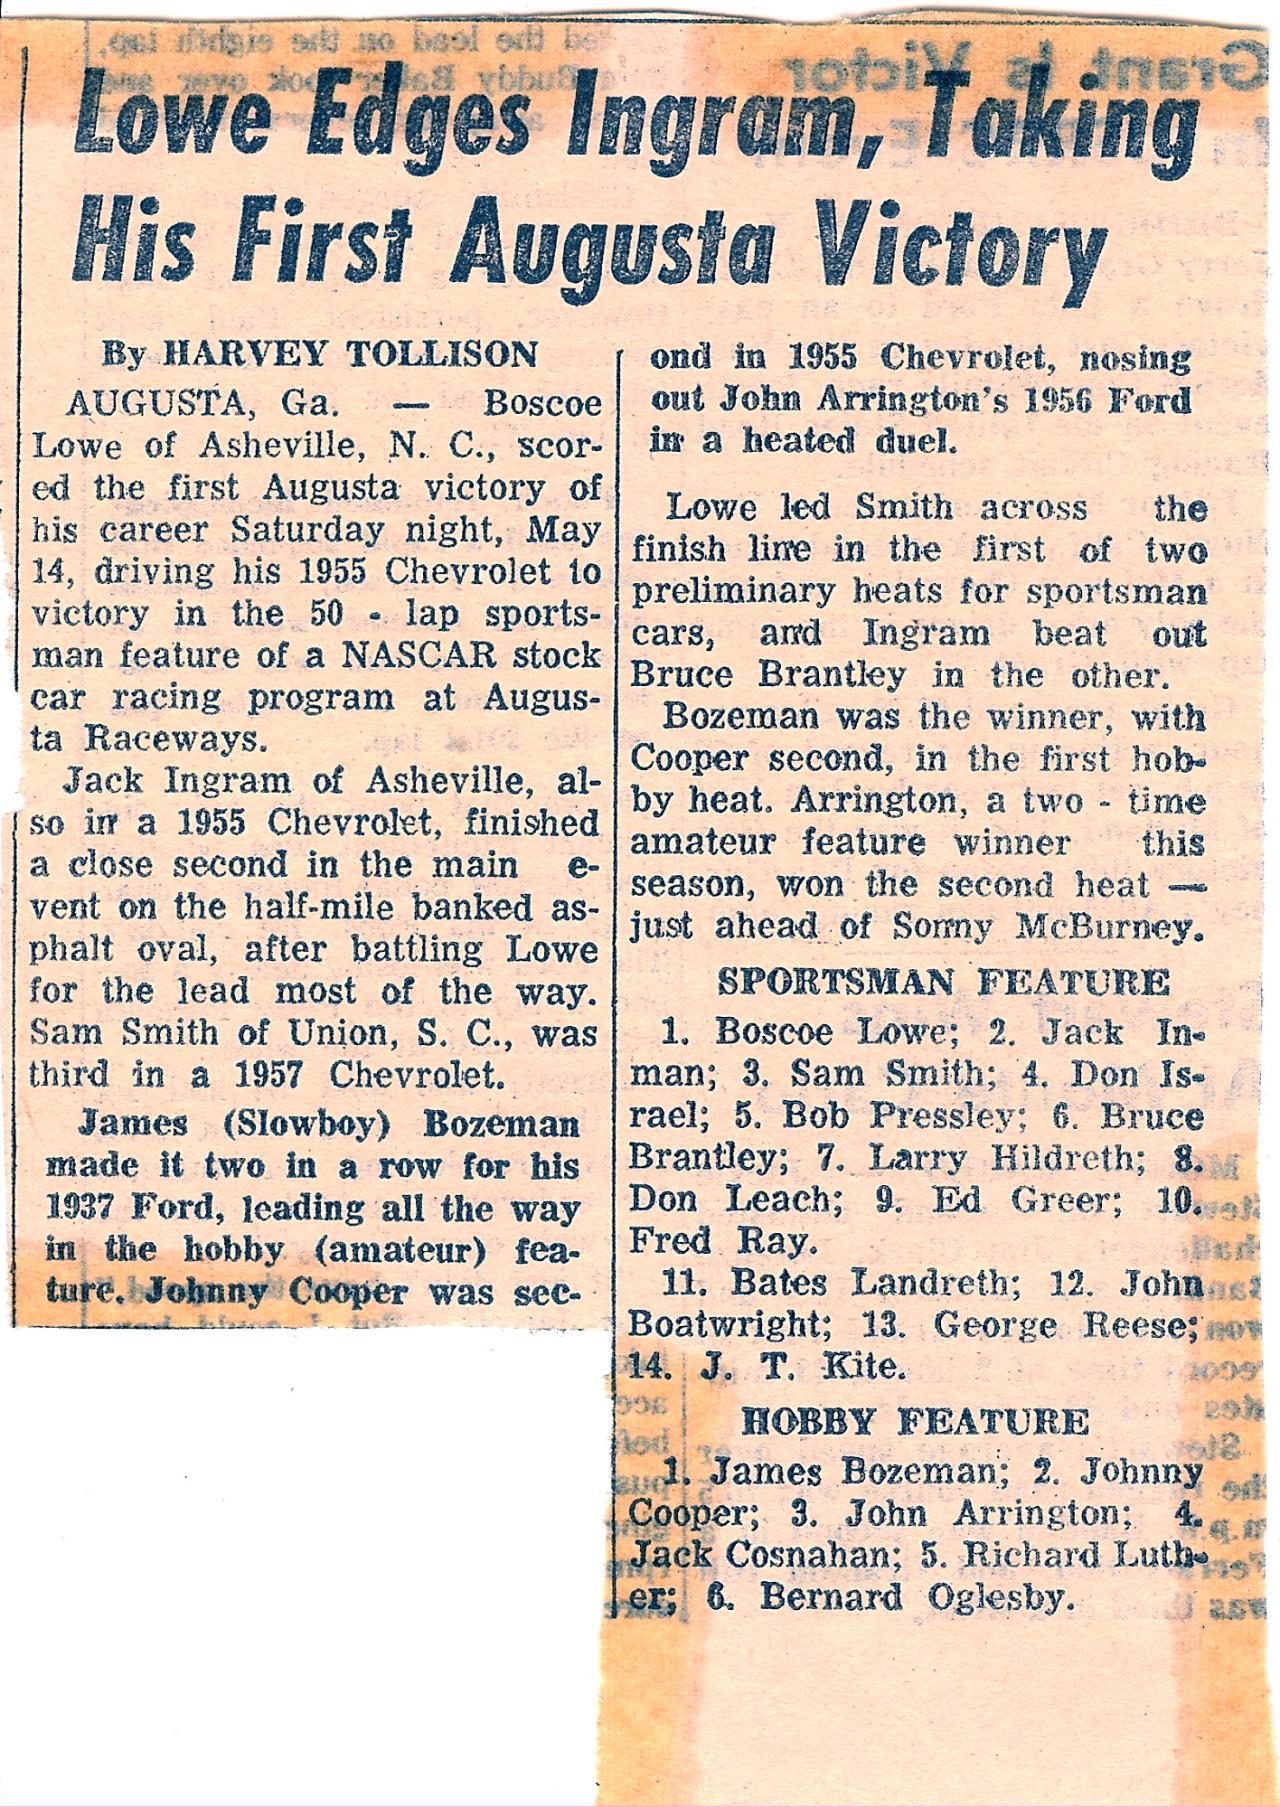 Lowe Edges Ingram, Taking
His First Augusta Victory
By HARVEY TOLLISON
AUGUSTA, Ga. — Boscoe
Lowe of Asheville, N. C., scor-
ed the first Augusta victory of
his career Saturday night, May
14, driving his 1955 Chevrolet to
victory in the 50 - lap sports-
man feature of a NASCAR stock
car racing program at Augus-
ta Raceways.
Jack Ingram of Asheville, al-
so in a 1955 Chevrolet, finished
a close second in the main e-
vent on the half-mile banked as-
phalt oval, after battling Lowe
for the lead most of the way.
Sam Smith of Union, S. C., was
third in a 1957 Chevrolet.
James (Slowboy) Bozeman
made it two in a row for his
1937 Ford, leading all the way
in the hobby (amateur) fea-
ture. Johnny Cooper was sec-
ond in 1955 Chevrolet, nosing
out John Arrington's 1956 Ford
in a heated duel.
Lowe led Smith across the
finish line in the first of two
preliminary heats for sportsman
cars, and Ingram beat out
Bruce Brantley in the other.
Bozeman was the winner, with
Cooper second, in the first hob-
by heat. Arrington, a two - time
amateur feature winner this
season, won the second heat —
just ahead of Sonny McBurney.
SPORTSMAN FEATURE
1. Boscoe Lowe; 2. Jack In-
man; 3. Sam Smith; 4. Don Is-
rael; 5. Bob Pressley; 6. Bruce
Brantley; 7. Larry Hildreth; 8.
Don Leach; 9. Ed Greer; 10.
Fred Ray.
11. Bates Landreth; 12. John
Boatwright; 13. George Reese;
14. J. T. Kite.
HOBBY FEATURE
1. James Bozeman; 2. Johnny
Cooper; 3. John Arrington; 4.
Jack Cosnahan; 5. Richard Luth-
er; 6. Bernard Oglesby.